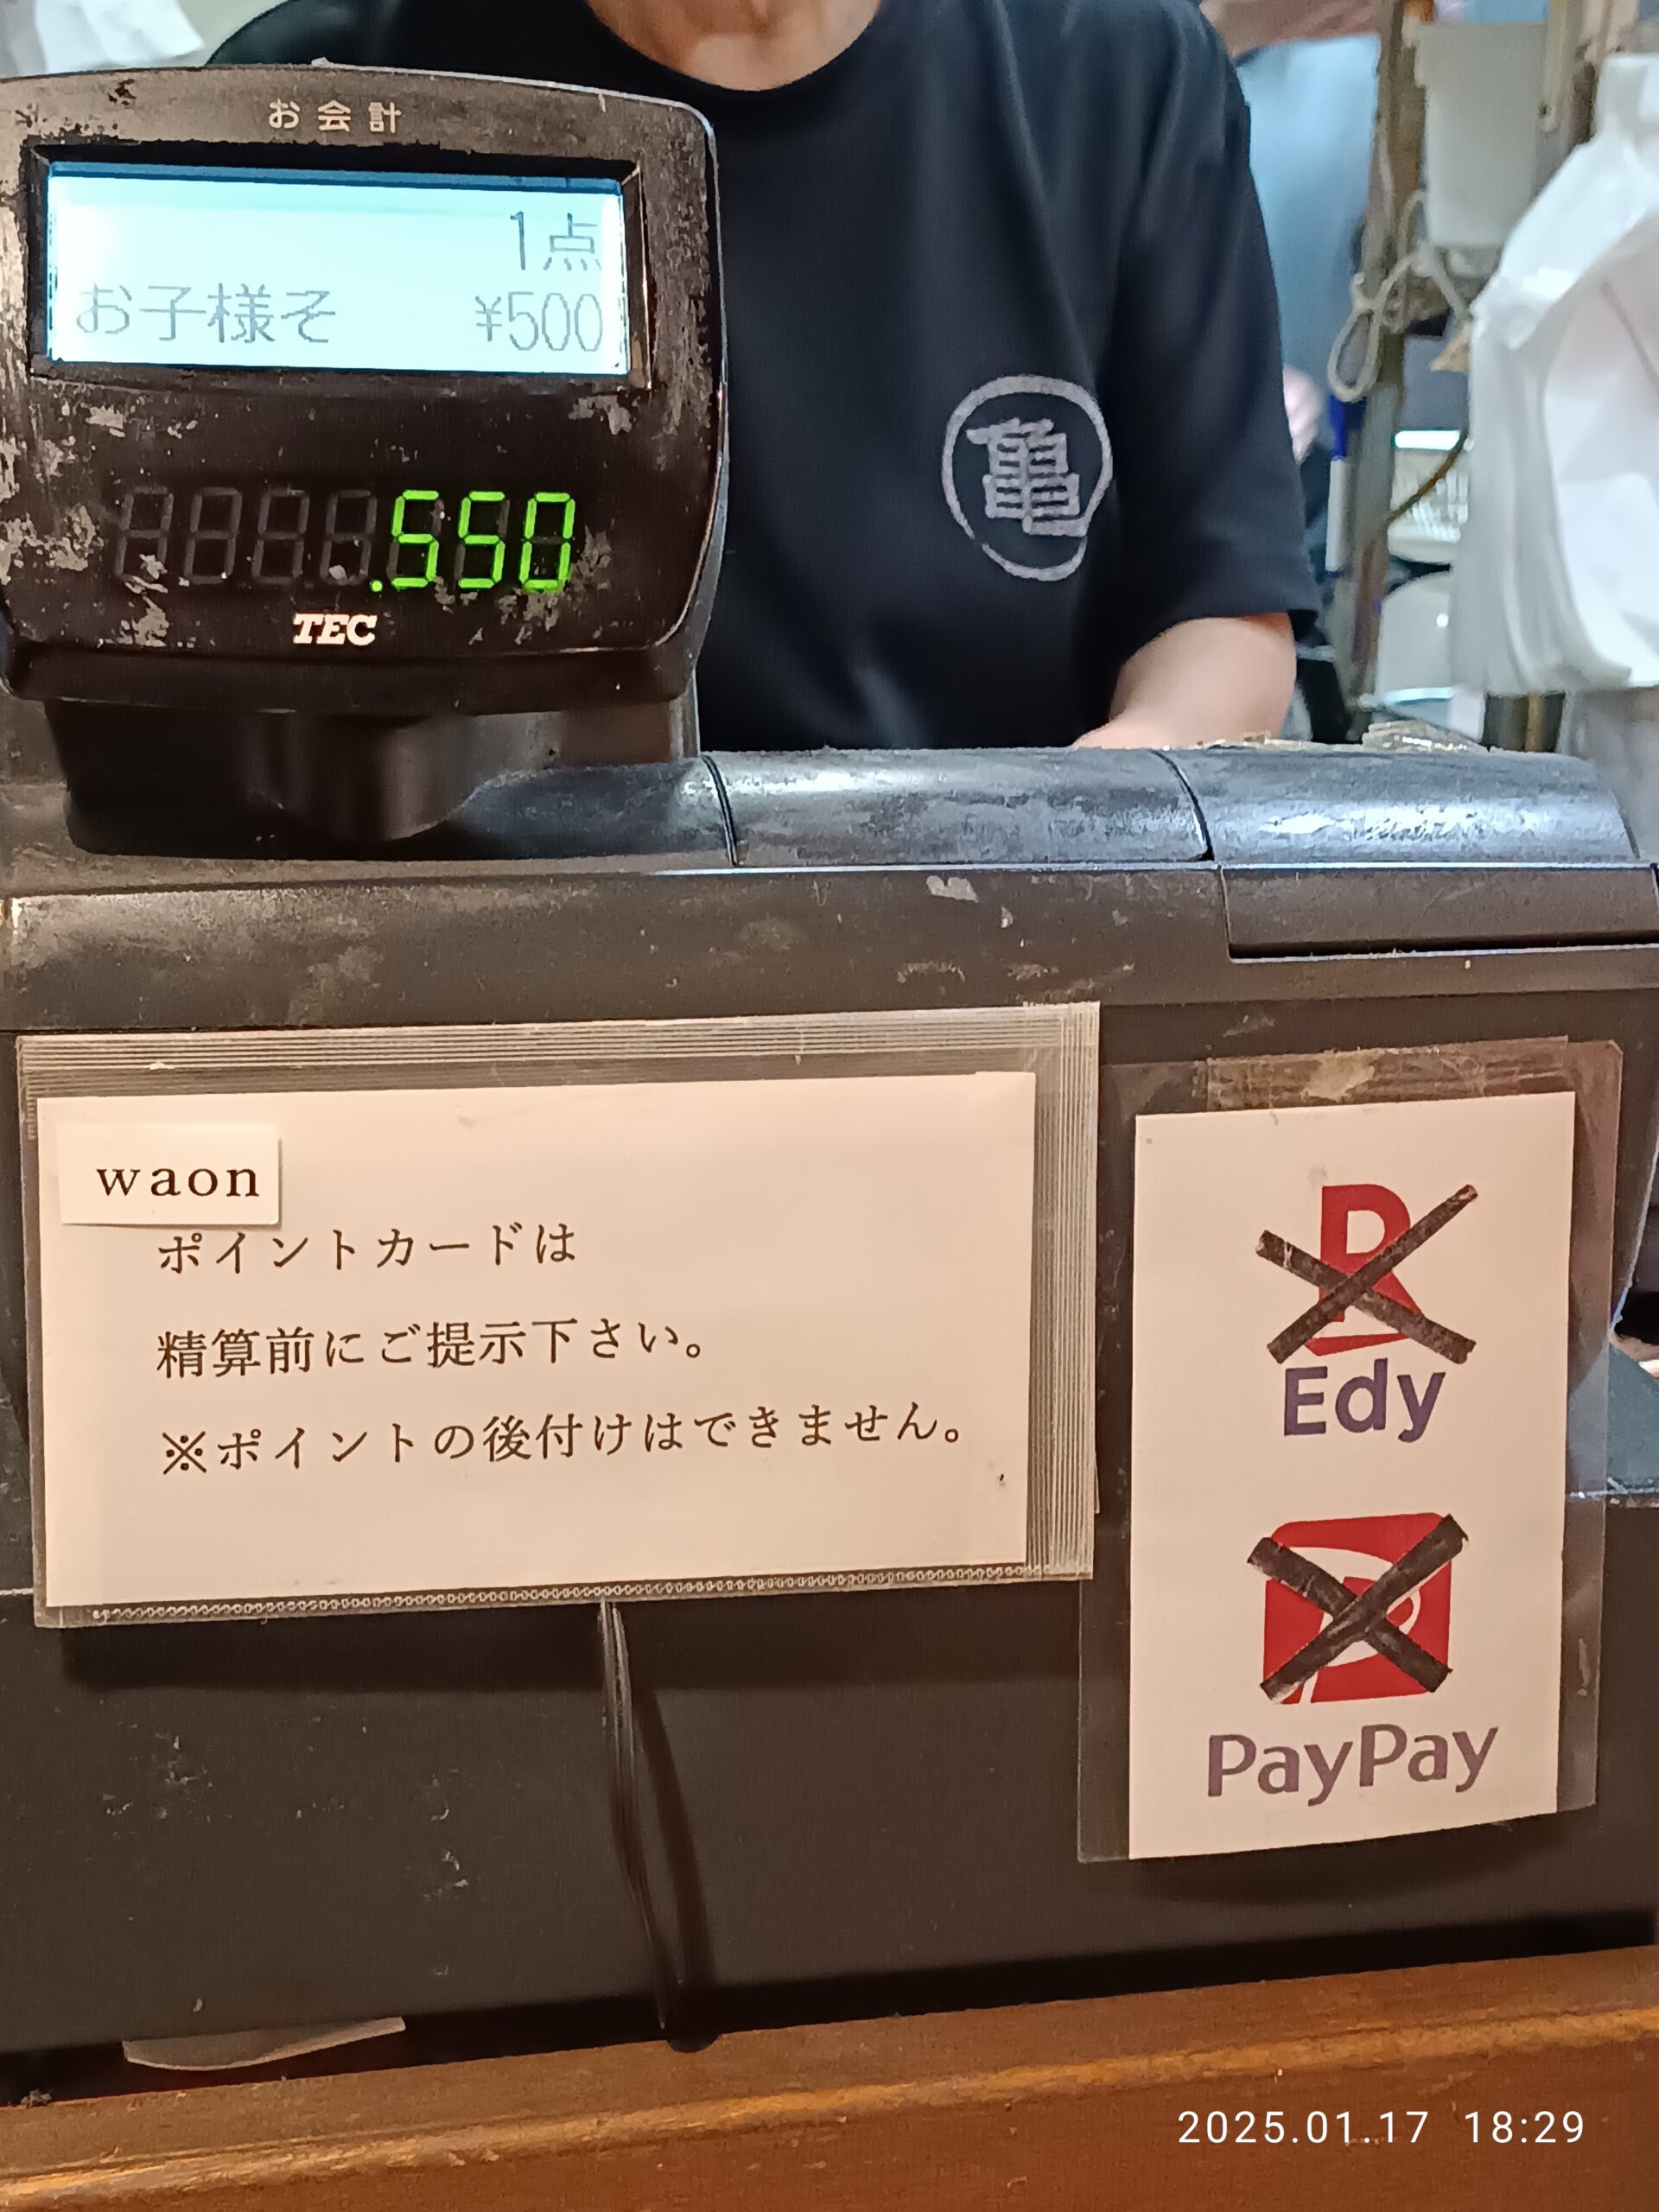 お会計
1点
お子様そ ¥500
.550
TEC
亀
waon
ポイントカードは
精算前にご提示下さい。
※ポイントの後付けはできません。
R
Edy
P
PayPay
2025.01.17 18:29